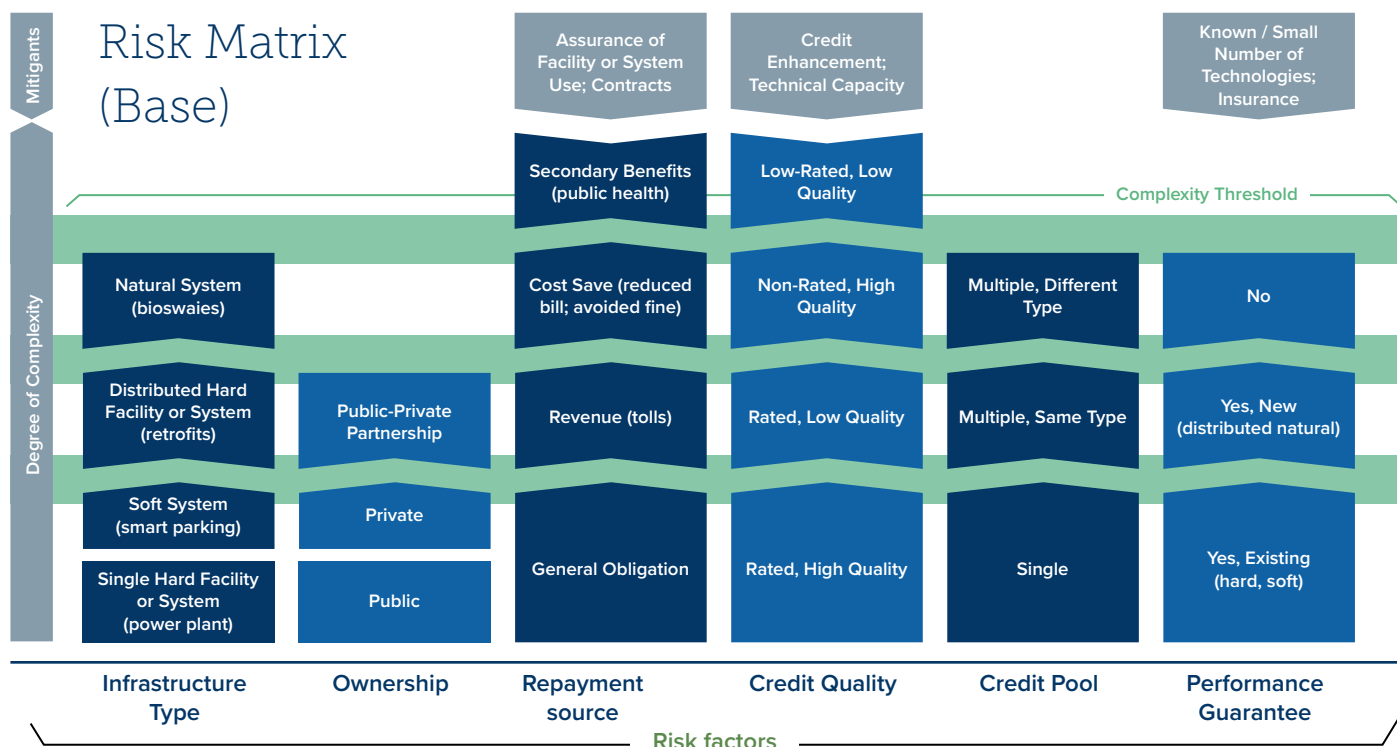 Mitigants
Risk Matrix
(Base)
Assurance of
Facility or System
Use; Contracts
Credit
Enhancement;
Technical Capacity
Known / Small
Number of
Technologies;
Insurance
Degree of Complexity
Secondary Benefits
(public health)
Low-Rated, Low
Quality
Complexity Threshold
Natural System
(bioswaies)
Cost Save (reduced
bill; avoided fine)
Non-Rated, High
Quality
Multiple, Different
Type
No
Distributed Hard
Facility or System
(retrofits)
Public-Private
Partnership
Revenue (tolls)
Rated, Low Quality
Multiple, Same Type
Yes, New
(distributed natural)
Soft System
(smart parking)
Private
General Obligation
Rated, High Quality
Single
Yes, Existing
(hard, soft)
Single Hard Facility
or System
(power plant)
Public
Infrastructure
Type
Ownership
Repayment
source
Credit Quality
Credit Pool
Performance
Guarantee
Risk factors